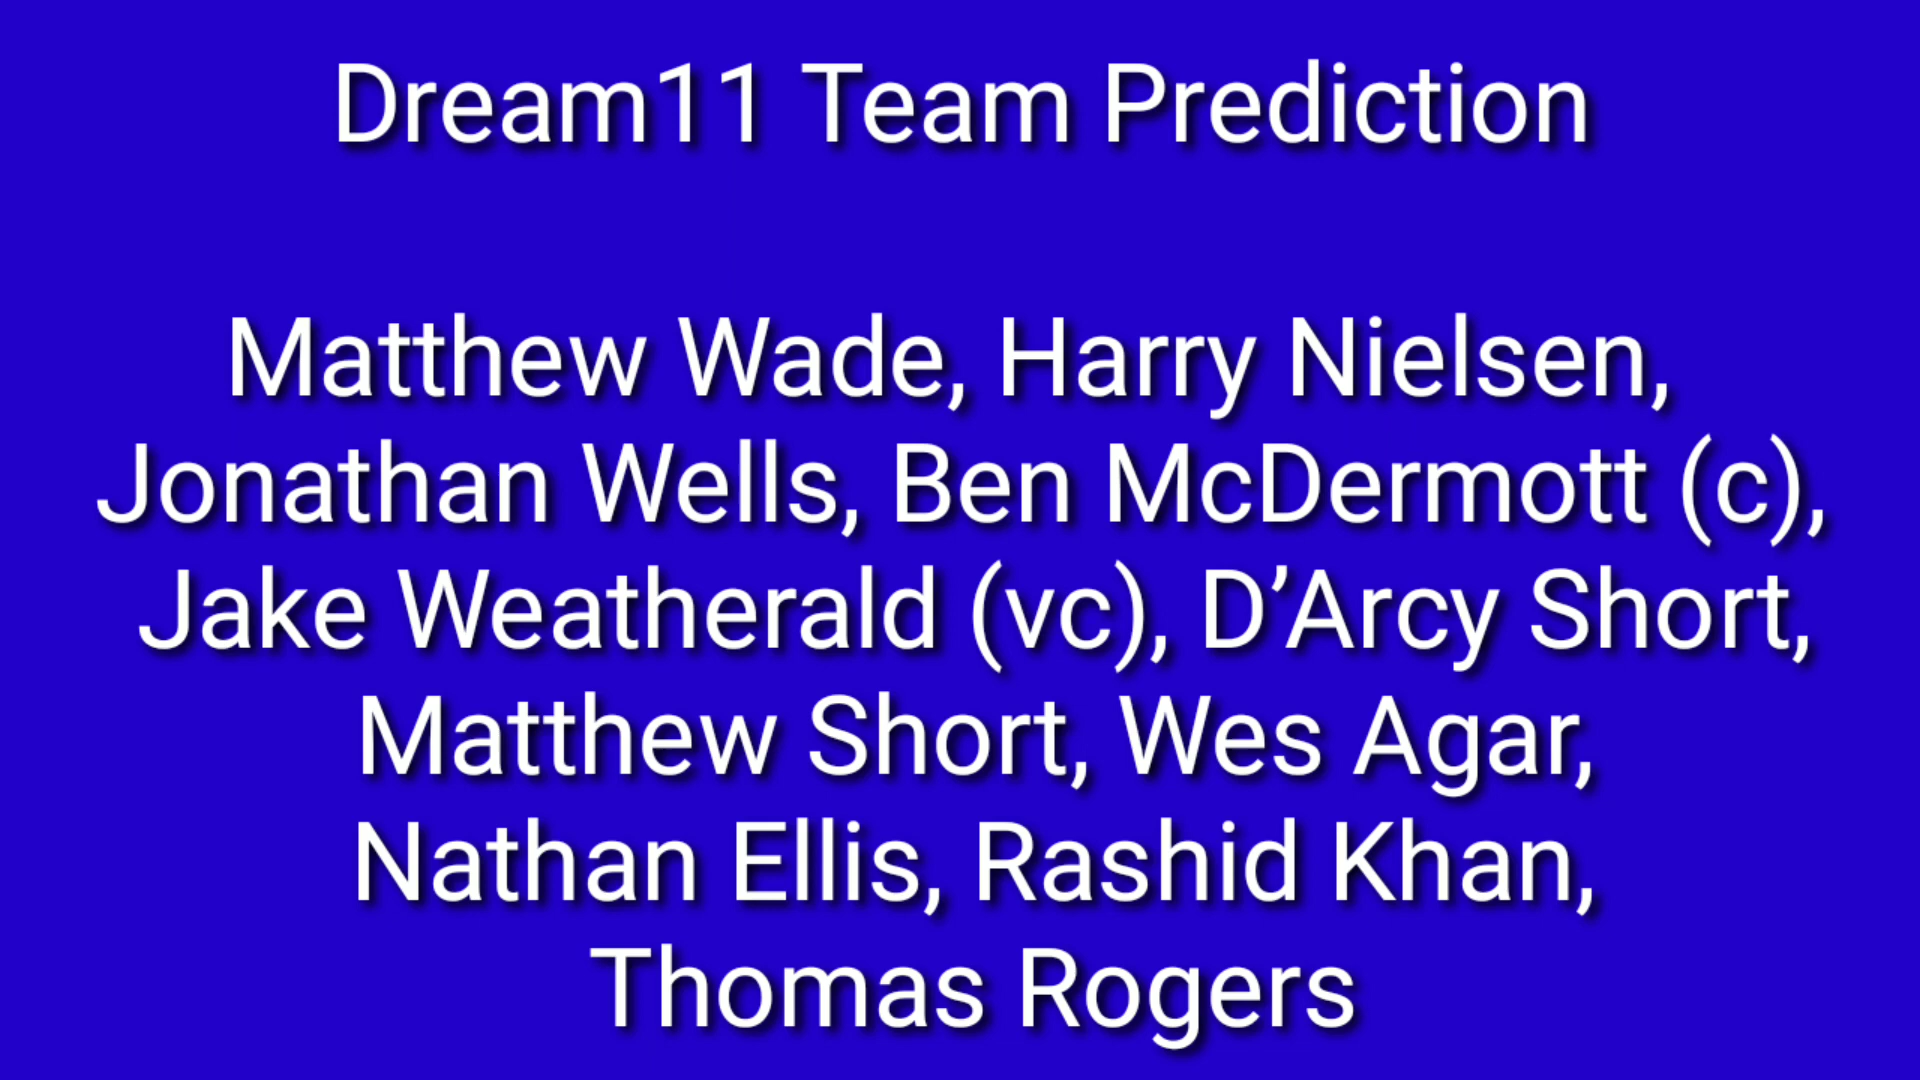 Dream11 Team Prediction
Matthew Wade, Harry Nielsen,
Jonathan Wells, Ben McDermott (c),
Jake Weatherald (vc), D’Arcy Short,
Matthew Short, Wes Agar,
Nathan Ellis, Rashid Khan,
Thomas Rogers